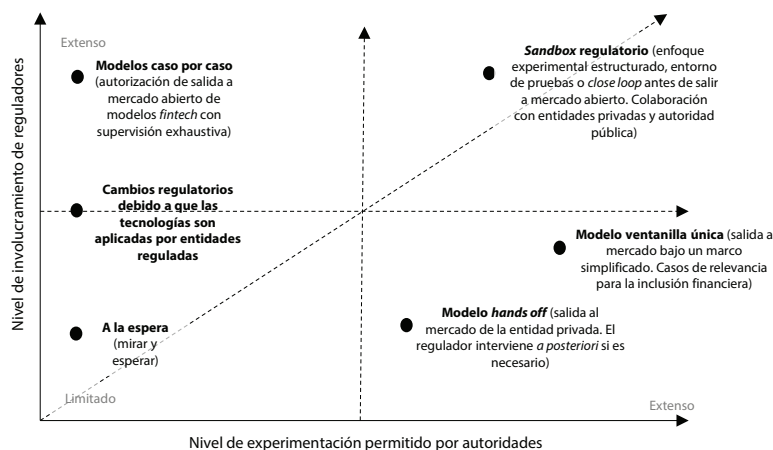 Nivel de involucramiento de reguladores
Extenso
Modelos caso por caso
(autorización de salida a
mercado abierto de
modelos fintech con
supervisión exhaustiva)
Sandbox regulatorio (enfoque
experimental estructurado, entorno
de pruebas o close loop antes de salir
a mercado abierto. Colaboración
con entidades privadas y autoridad
pública)
Cambios regulatorios
debido a que las
tecnologías son
aplicadas por entidades
reguladas
Modelo ventanilla única (salida a
mercado bajo un marco
simplificado. Casos de relevancia
para la inclusión financiera)
A la espera
(mirar y
esperar)
Modelo hands off (salida al
mercado de la entidad privada. El
regulador interviene a posteriori si es
necesario)
Limitado
Extenso
Nivel de experimentación permitido por autoridades